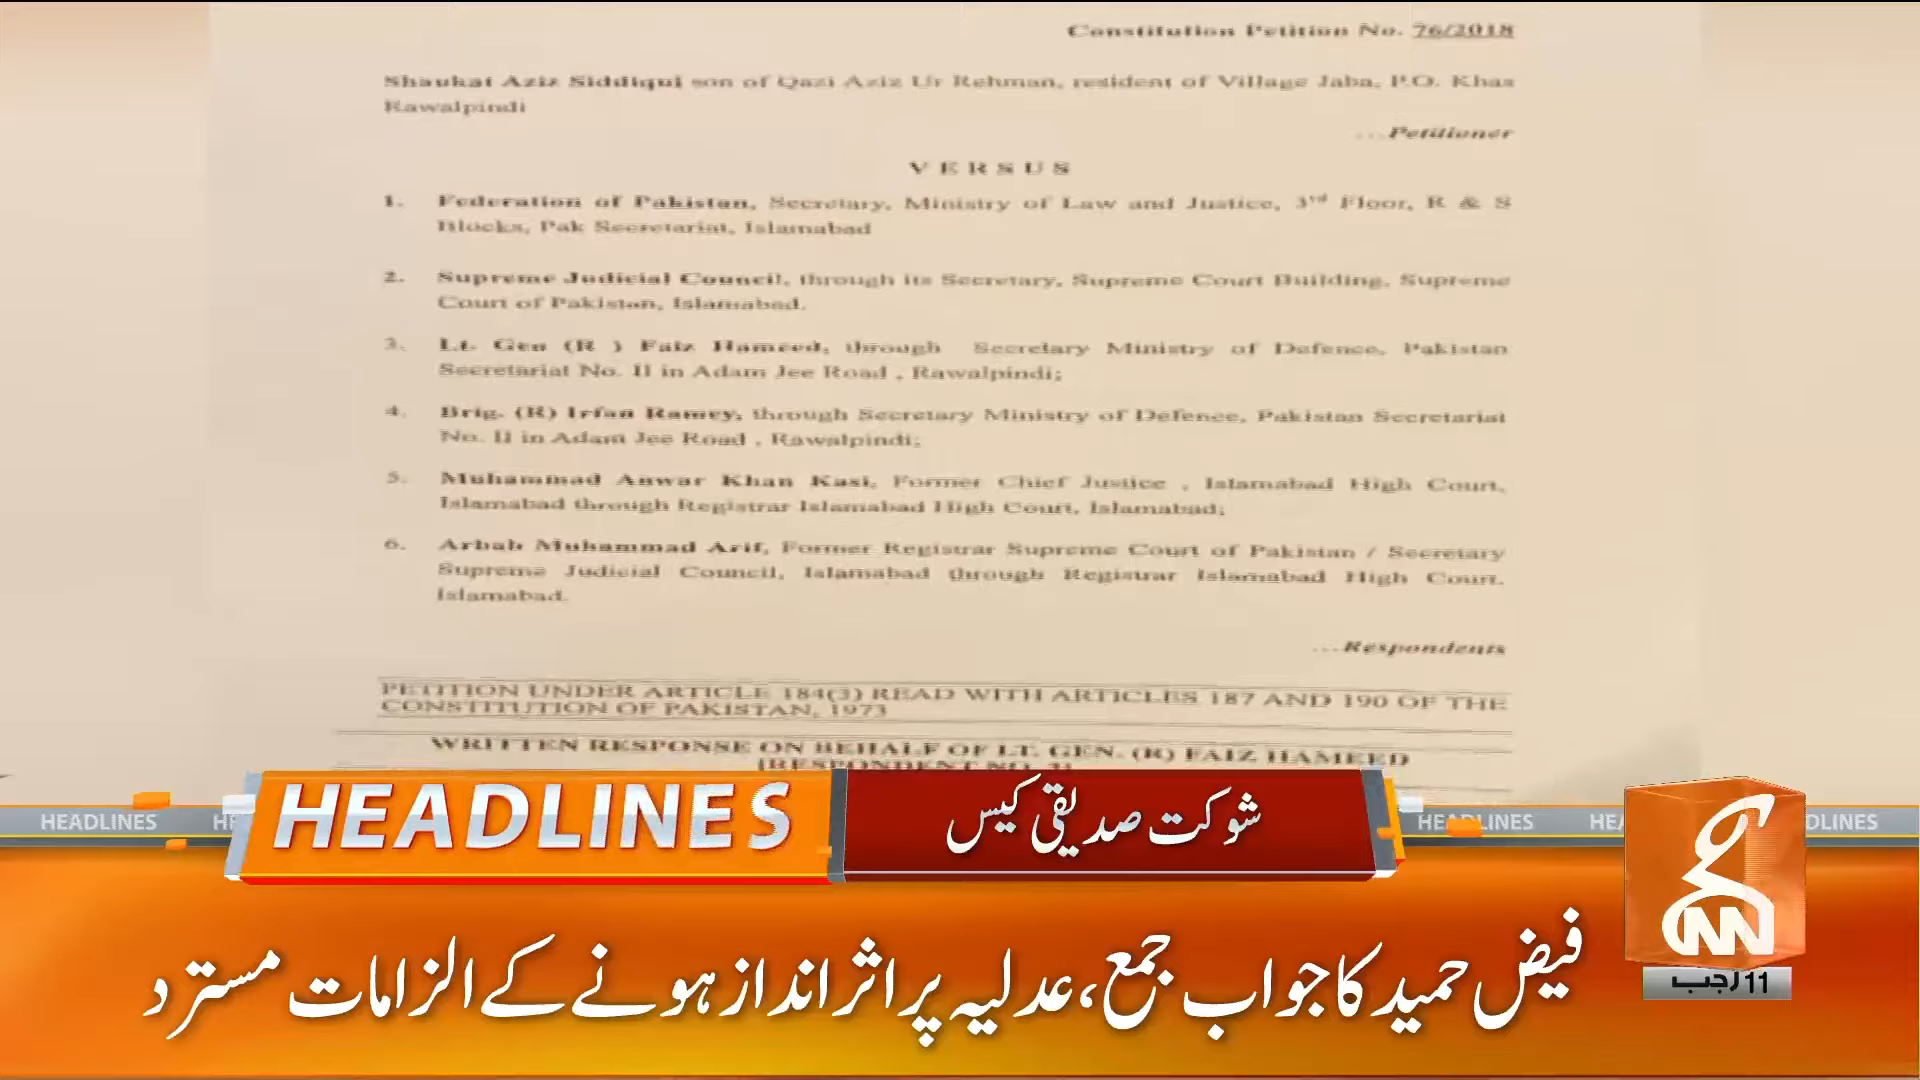 Constitution Petition No. 76/2018
Shaukat Aziz Siddiqui son of Qazi Aziz Ur Rehman, resident of Village Jaba, P.O. Khas
Rawalpindi
...Petitioner
VERSUS
1. Federation of Pakistan, Secretary, Ministry of Law and Justice, 3rd Floor, R & S
Blocks, Pak Secretariat, Islamabad
2. Supreme Judicial Council, through its Secretary, Supreme Court Building, Supreme
Court of Pakistan, Islamabad.
3. Lt. Gen (R ) Faiz Hameed, through Secretary Ministry of Defence, Pakistan
Secretariat No. II in Adam Jee Road , Rawalpindi;
4. Brig. (R) Irfan Ramey, through Secretary Ministry of Defence, Pakistan Secretariat
No. II in Adam Jee Road , Rawalpindi;
5. Muhammad Anwar Khan Kasi, Former Chief Justice , Islamabad High Court,
Islamabad through Registrar Islamabad High Court, Islamabad;
6. Arbab Muhammad Arif, Former Registrar Supreme Court of Pakistan / Secretary
Supreme Judicial Council, Islamabad through Registrar Islamabad High Court,
Islamabad.
...Respondents
PETITION UNDER ARTICLE 184(3) READ WITH ARTICLES 187 AND 190 OF THE
CONSTITUTION OF PAKISTAN, 1973
WRITTEN RESPONSE ON BEHALF OF LT. GEN. (R) FAIZ HAMEED
[RESPONDENT NO. 3]
HEADLINES
HEADLINES
شوکت صدیقی کیس
HEADLINES
GNN
11 رجب
فیض حمید کا جواب جمع، عدلیہ پر اثر انداز ہونے کے الزامات مسترد